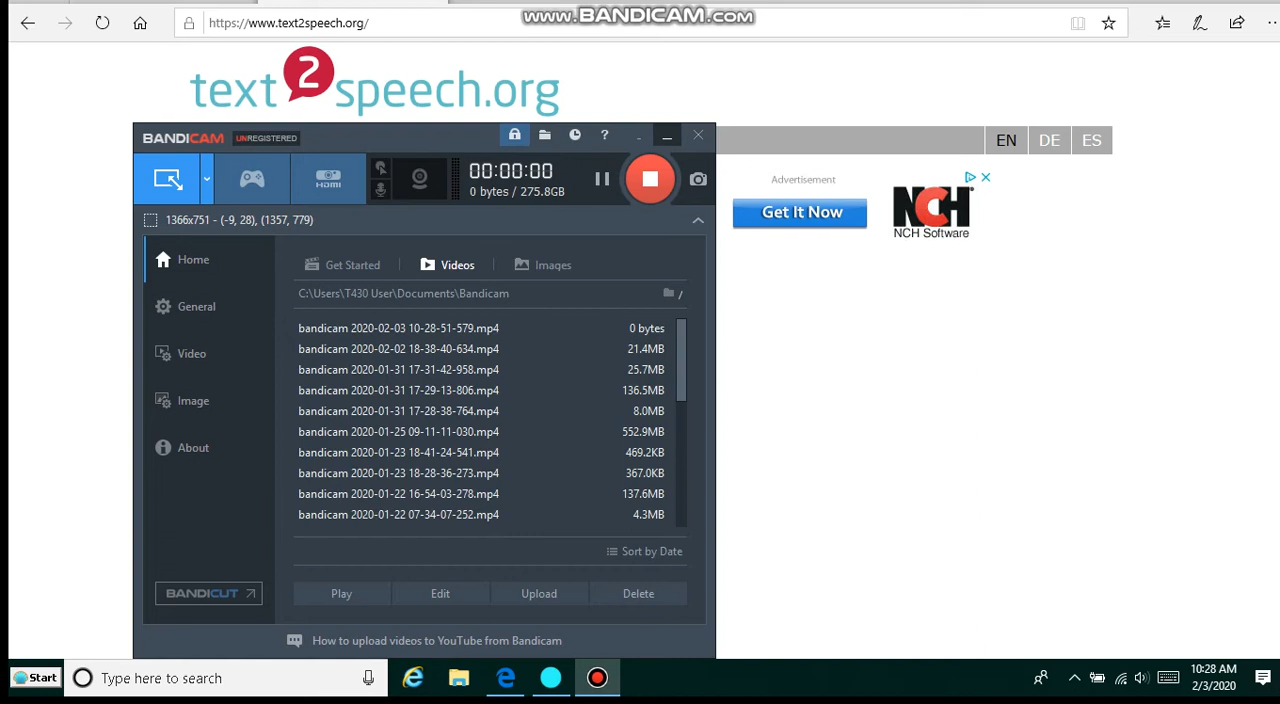 https://www.text2speech.org/
www.BANDICAM.com
text2speech.org
BANDICAM UNREGISTERED
?
EN DE ES
HDMI
00:00:00
0 bytes / 275.8GB
Advertisement
Get It Now
NCH
NCH Software
1366x751 - (-9, 28), (1357, 779)
Home
General
Video
Image
About
Get Started
Videos
Images
C:\Users\T430 User\Documents\Bandicam
/
bandicam 2020-02-03 10-28-51-579.mp4 0 bytes
bandicam 2020-02-02 18-38-40-634.mp4 21.4MB
bandicam 2020-01-31 17-31-42-958.mp4 25.7MB
bandicam 2020-01-31 17-29-13-806.mp4 136.5MB
bandicam 2020-01-31 17-28-38-764.mp4 8.0MB
bandicam 2020-01-25 09-11-11-030.mp4 552.9MB
bandicam 2020-01-23 18-41-24-541.mp4 469.2KB
bandicam 2020-01-23 18-28-36-273.mp4 367.0KB
bandicam 2020-01-22 16-54-03-278.mp4 137.6MB
bandicam 2020-01-22 07-34-07-252.mp4 4.3MB
Sort by Date
BANDICUT
Play Edit Upload Delete
How to upload videos to YouTube from Bandicam
Start
Type here to search
10:28 AM
2/3/2020